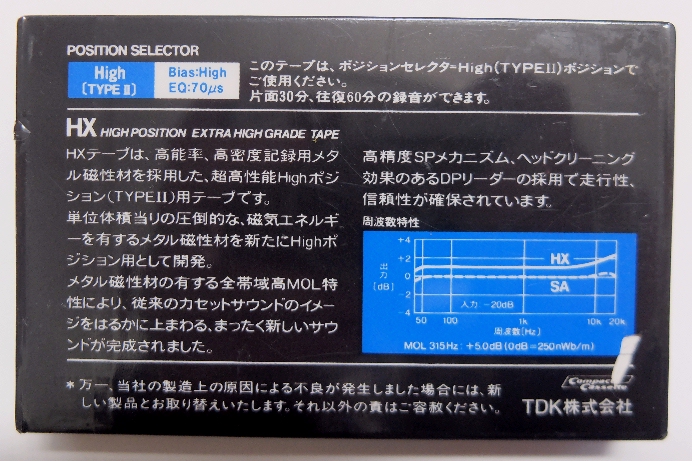 POSITION SELECTOR
High
(TYPE II)
Bias:High
EQ:70μs
このテープは、ポジションセレクター=High(TYPEII)ポジションで
ご使用ください。
片面30分、往復60分の録音ができます。
HX HIGH POSITION EXTRA HIGH GRADE TAPE
HXテープは、高能率、高密度記録用メタ
ル磁性材を採用した、超高性能Highポジ
ション(TYPEII)用テープです。
単位体積当りの圧倒的な、磁気エネルギ
ーを有するメタル磁性材を新たにHighポ
ジション用として開発。
メタル磁性材の有する全帯域高MOL特
性により、従来のカセットサウンドのイメー
ジをはるかに上まわる、まったく新しいサウ
ンドが完成されました。
高精度SPメカニズム、ヘッドクリーニング
効果のあるDPリーダーの採用で走行性、
信頼性が確保されています。
周波数特性
+4
+2
0
-2
-4
出力
(dB)
HX
SA
入力 -20dB
50 100 1k 10k 20k
周波数(Hz)
MOL 315Hz: +5.0dB (0dB=250nWb/m)
*万一、当社の製造上の原因による不良が発生しました場合には、新
しい製品とお取り替えいたします。それ以外の責はご容赦ください。
Compact
Cassette
TDK株式会社